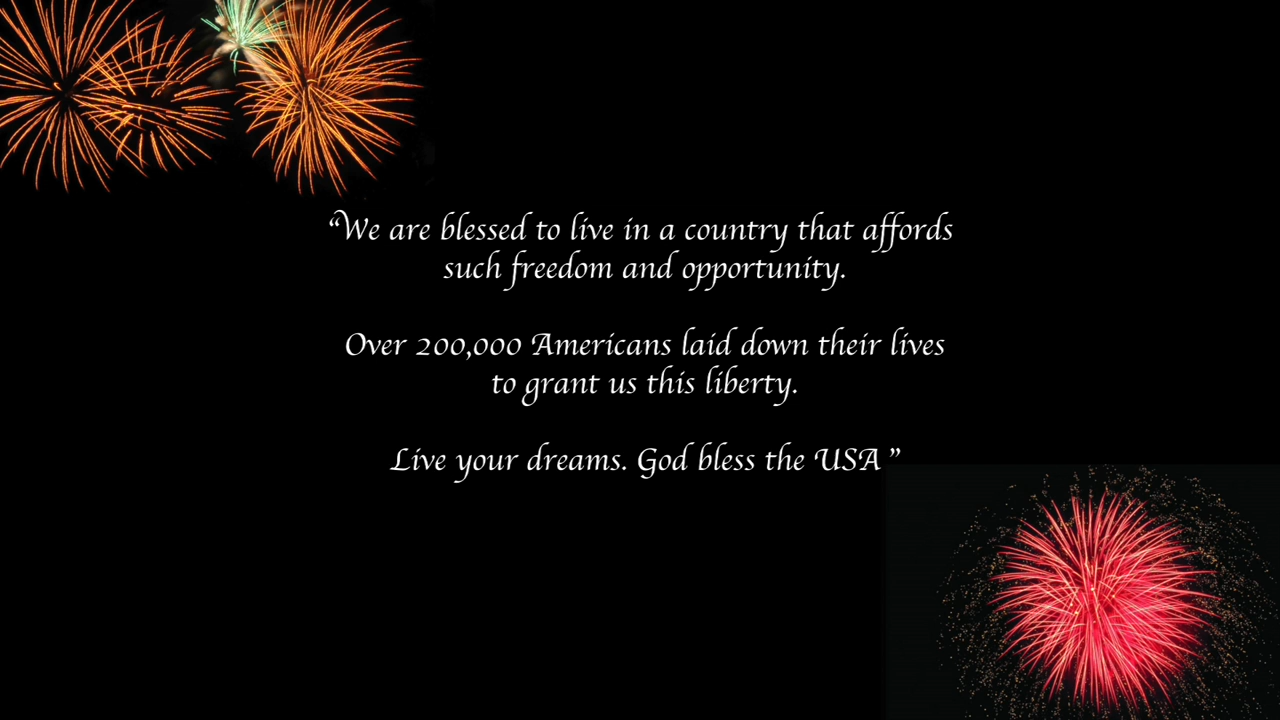 “We are blessed to live in a country that affords
such freedom and opportunity.
Over 200,000 Americans laid down their lives
to grant us this liberty.
Live your dreams. God bless the USA ”